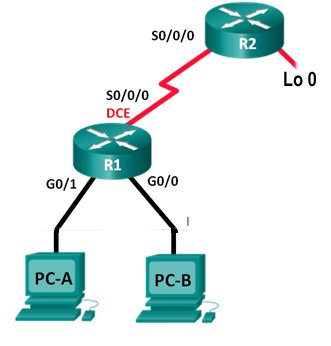 S0/0/0
R2
Lo 0
S0/0/0
DCE
R1
G0/1
G0/0
PC-A
PC-B